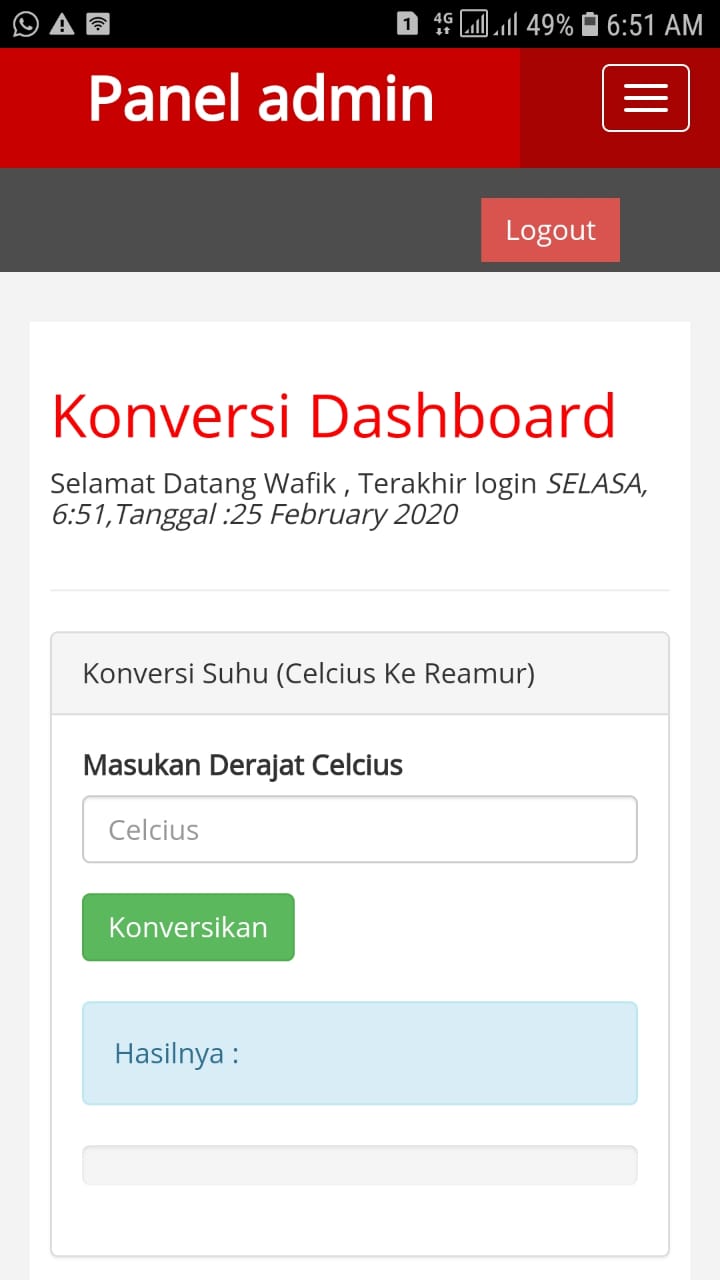 1 4G 49% 6:51 AM
Panel admin
Logout
Konversi Dashboard
Selamat Datang Wafik , Terakhir login SELASA,
6:51,Tanggal :25 February 2020
Konversi Suhu (Celcius Ke Reamur)
Masukan Derajat Celcius
Celcius
Konversikan
Hasilnya :